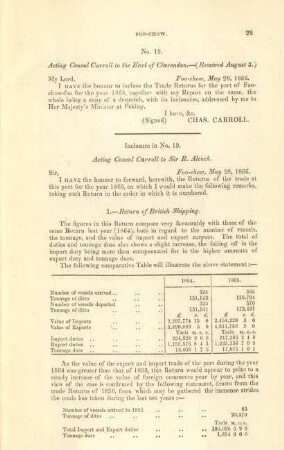 FOO-CHOW.
No. 19.
Acting Consul Carroll to the Earl of Clarendon.—(Received August 3.)
My Lord, Foo-chow, May 28, 1866.
I HAVE the honour to inclose the Trade Returns for the port of Foo-
chow-foo for the year 1865, together with my Report on the same, the whole
being a copy of a despatch, with its inclosures, addressed by me to
Her Majesty's Minister at Peking.
I have, &c.
(Signed) CHAS. CARROLL.
Inclosure in No. 19.
Acting Consul Carroll to Sir R. Alcock.
Sir, Foo-chow, May 28, 1866.
I HAVE the honour to forward, herewith, the Returns of the trade at
this port for the year 1865, on which I would make the following remarks,
taking each Return in the order in which it is numbered.
1.—Return of British Shipping.
The figures in this Return compare very favourably with those of the
same Return last year (1864), both in regard to the number of vessels,
the tonnage, and the value of import and export cargoes. The total of
duties and tonnage dues also shows a slight increase, the falling off in the
import duty being more than compensated for in the higher amounts of
export duty and tonnage dues.
The following comparative Table will illustrate the above statement:—
1864. 1865.
Number of vessels arrived
Tonnage of ditto
Number of vessels departed
Tonnage of ditto
£ s. d. £ s. d.
Value of Imports
Value of Exports
Taels m. c. c. Taels m. c. c.
Import duties
Export duties
Tonnage dues
As the value of the export and import trade of the port during the year
1864 was greater than that of 1863, this Return would appear to point to a
steady increase of the value of foreign commerce year by year, and this
view of the case is confirmed by the following statement, drawn from the
trade Returns of 1856, from which may be gathered the immense strides
the trade has taken during the last ten years:—
Number of vessels arrived in
Tonnage of ditto
Taels m. c. c.
Total Import and Export duties
Tonnage dues